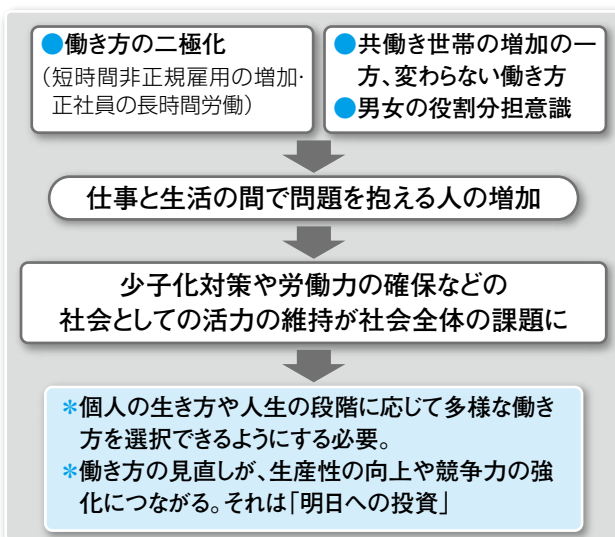 ●働き方の二極化
(短時間非正規雇用の増加・
正社員の長時間労働)
●共働き世帯の増加の一
方、変わらない働き方
●男女の役割分担意識
仕事と生活の間で問題を抱える人の増加
少子化対策や労働力の確保などの
社会としての活力の維持が社会全体の課題に
＊個人の生き方や人生の段階に応じて多様な働き
方を選択できるようにする必要。
＊働き方の見直しが、生産性の向上や競争力の強
化につながる。それは「明日への投資」